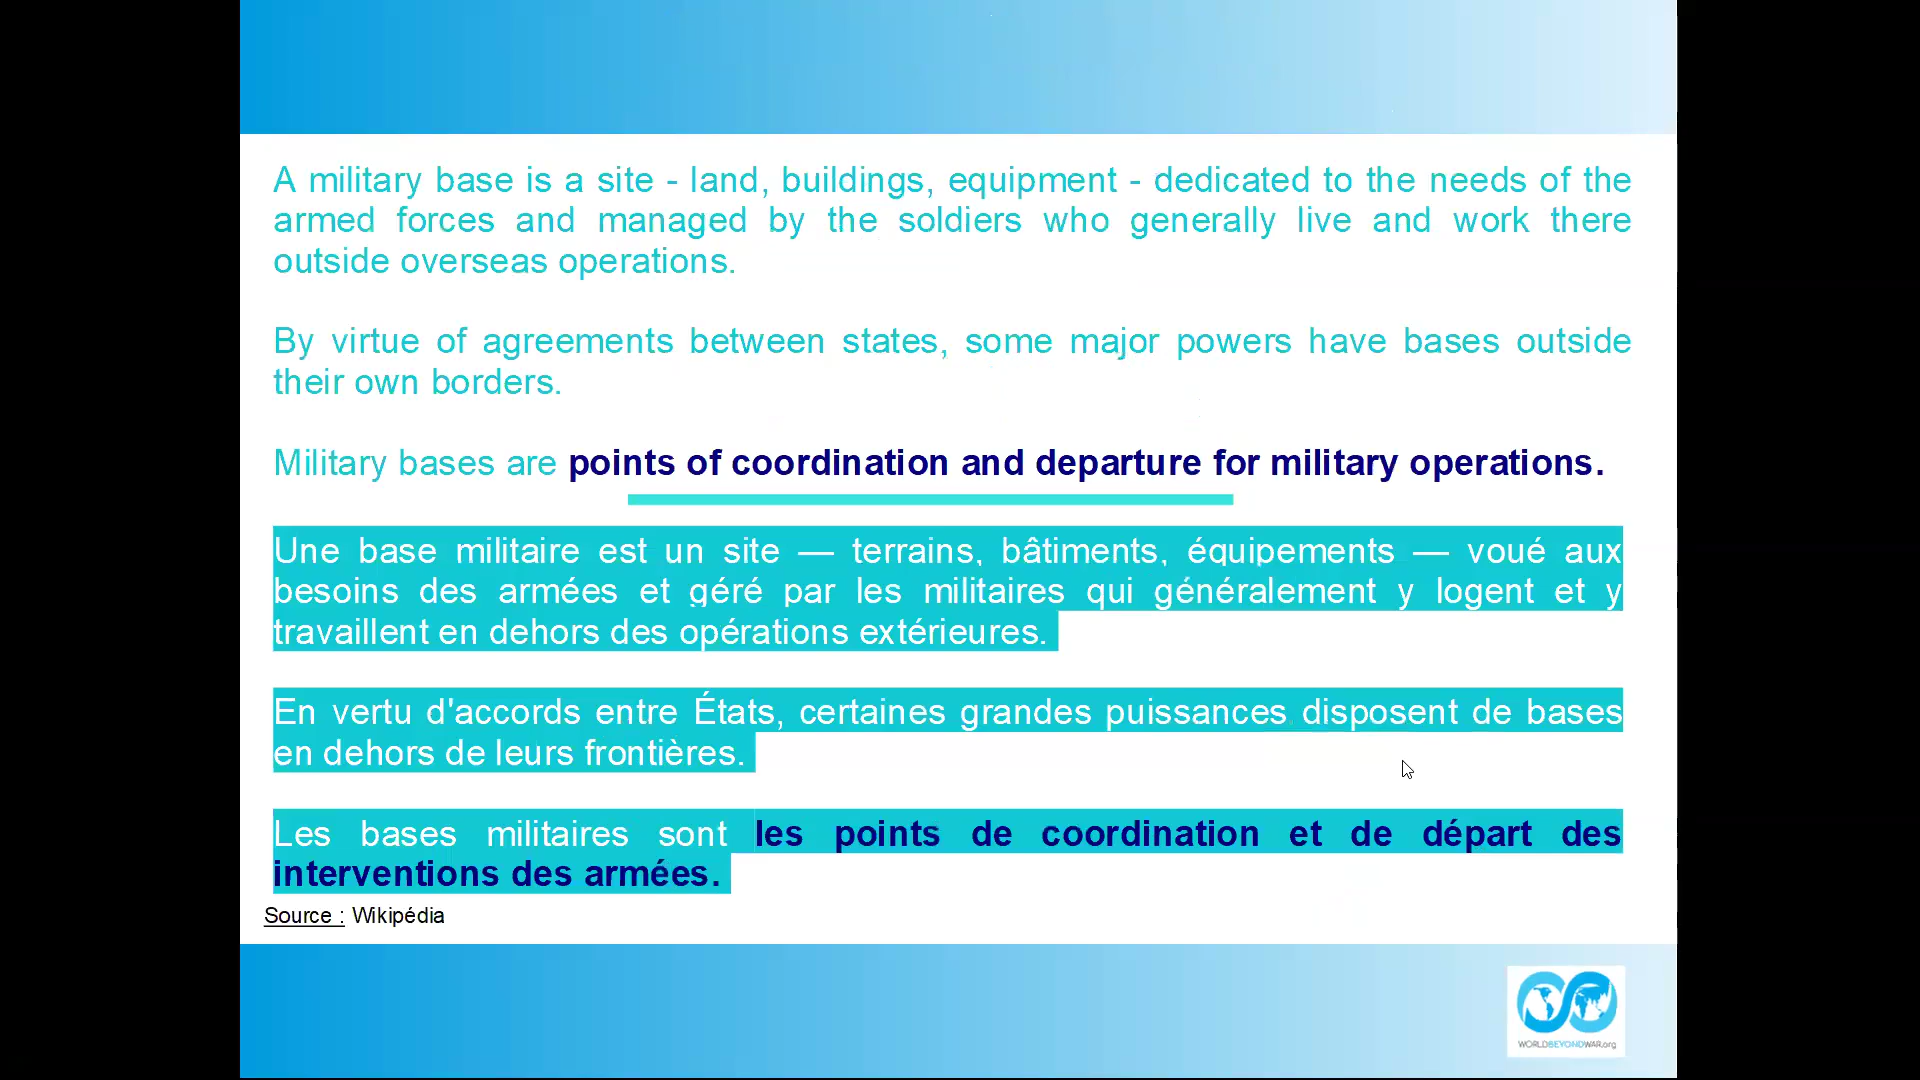 A military base is a site - land, buildings, equipment - dedicated to the needs of the
armed forces and managed by the soldiers who generally live and work there
outside overseas operations.
By virtue of agreements between states, some major powers have bases outside
their own borders.
Military bases are points of coordination and departure for military operations.
Une base militaire est un site — terrains, bâtiments, équipements — voué aux
besoins des armées et géré par les militaires qui généralement y logent et y
travaillent en dehors des opérations extérieures.
En vertu d'accords entre États, certaines grandes puissances disposent de bases
en dehors de leurs frontières.
Les bases militaires sont les points de coordination et de départ des
interventions des armées.
Source : Wikipédia
WORLDBEYONDWAR.org